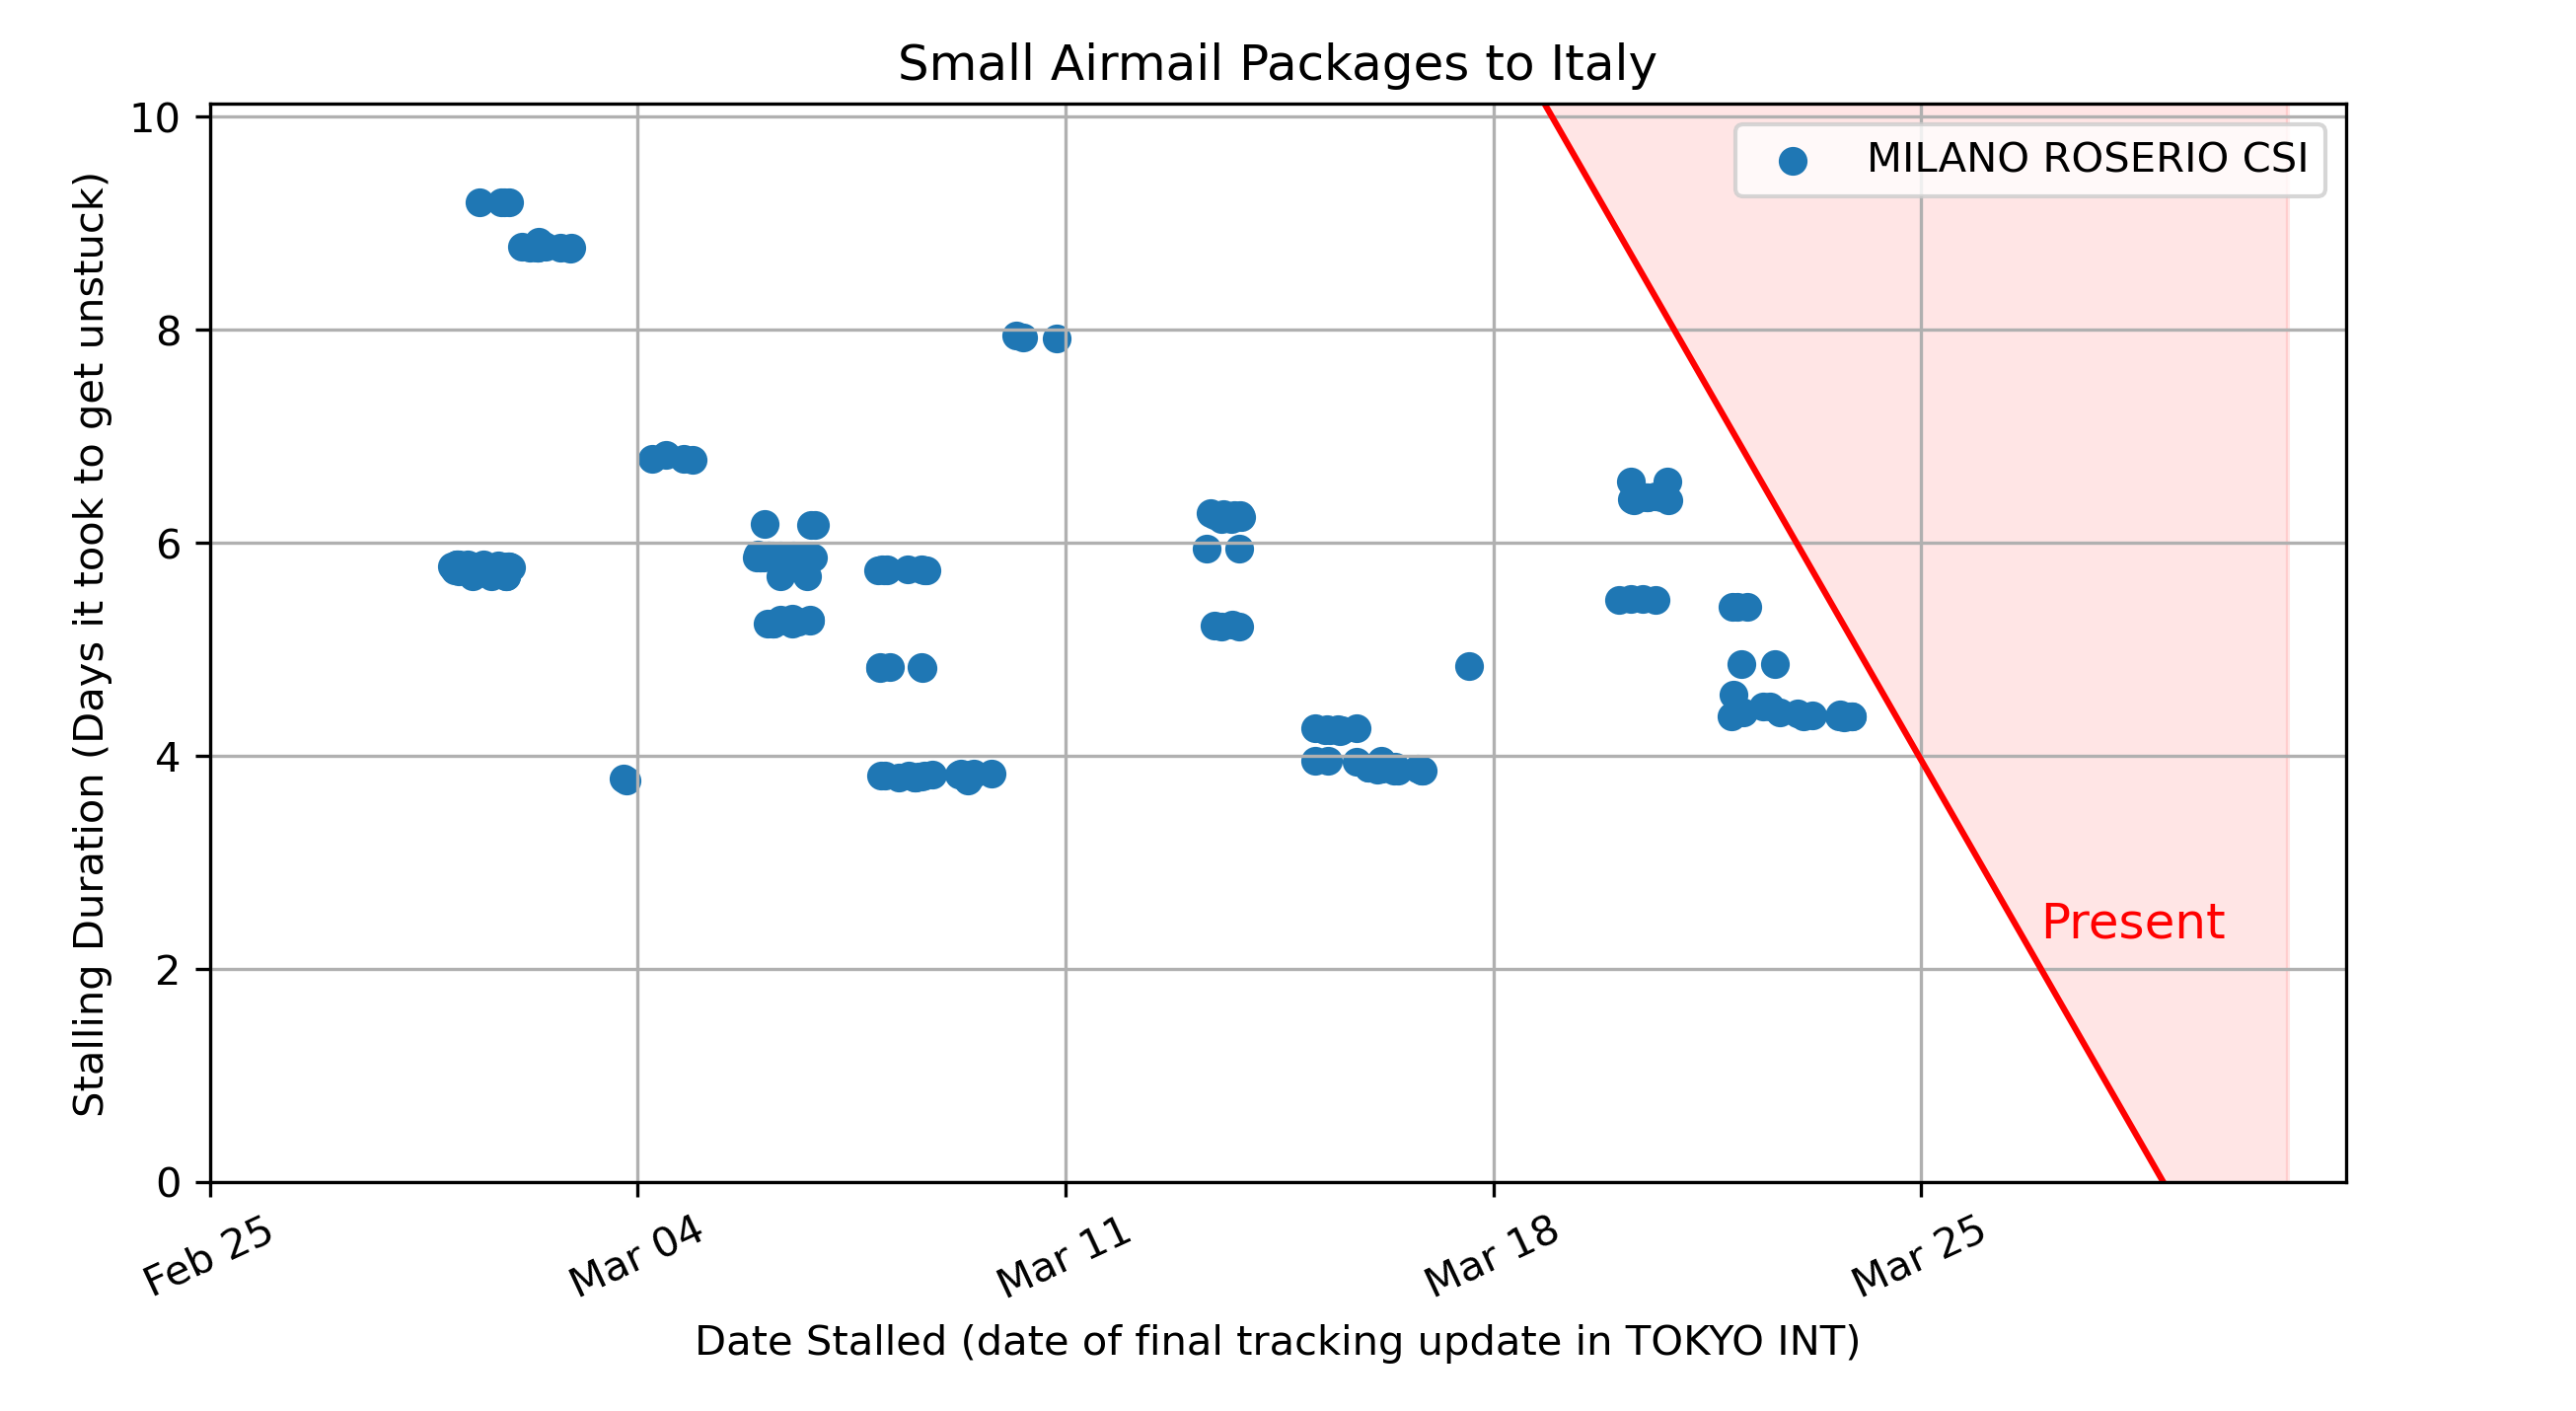 Small Airmail Packages to Italy
Stalling Duration (Days it took to get unstuck)
10
8
6
4
2
0
MILANO ROSERIO CSI
Present
Feb 25
Mar 04
Mar 11
Mar 18
Mar 25
Date Stalled (date of final tracking update in TOKYO INT)